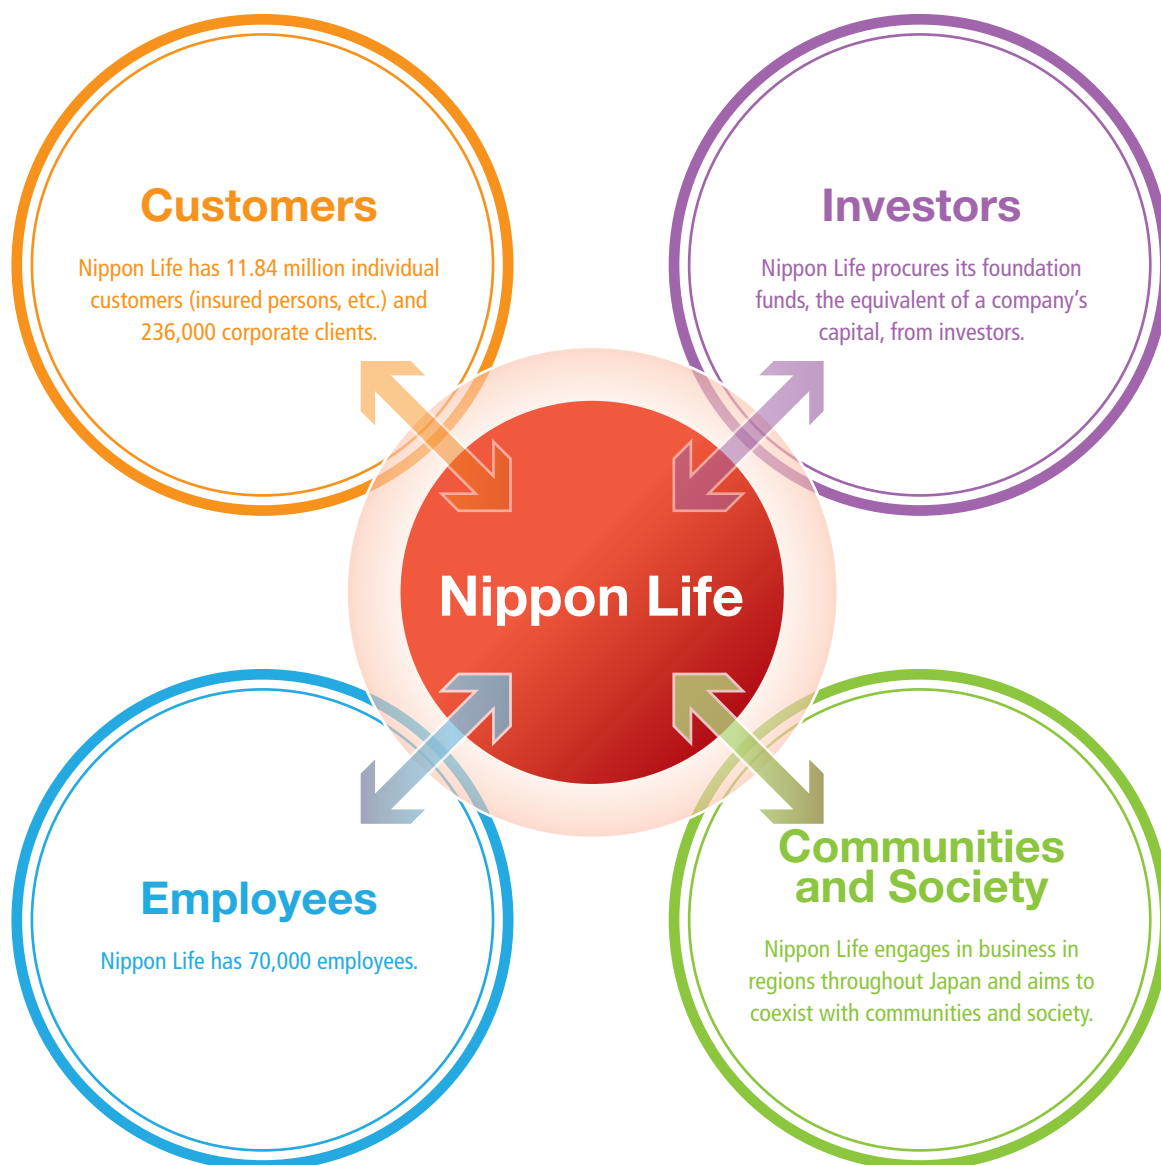 Customers
Nippon Life has 11.84 million individual
customers (insured persons, etc.) and
236,000 corporate clients.
Investors
Nippon Life procures its foundation
funds, the equivalent of a company’s
capital, from investors.
Nippon Life
Employees
Nippon Life has 70,000 employees.
Communities
and Society
Nippon Life engages in business in
regions throughout Japan and aims to
coexist with communities and society.